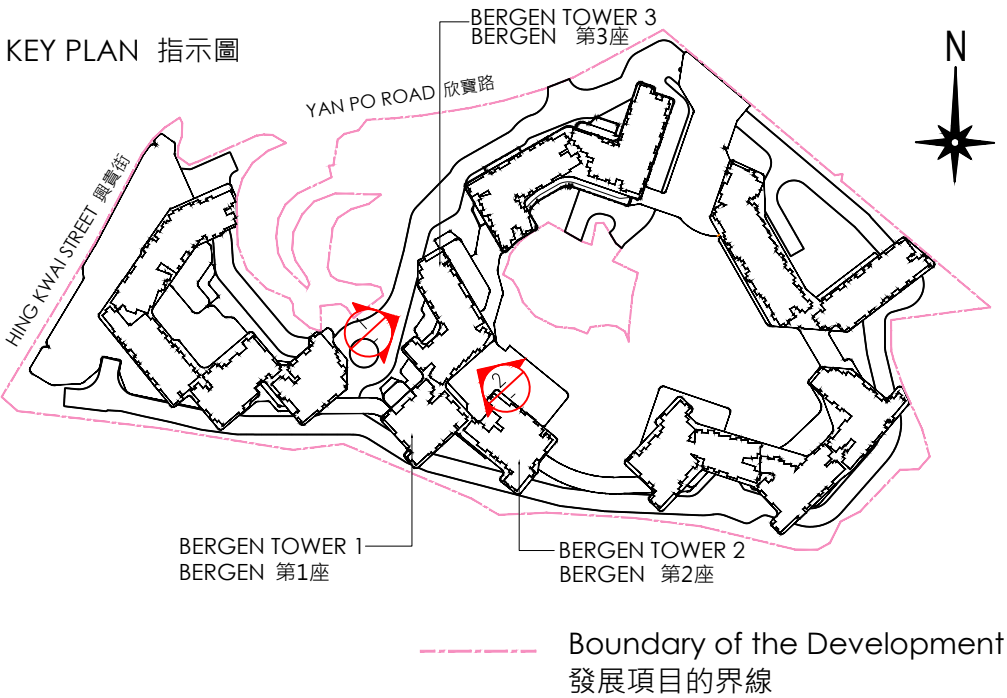 BERGEN TOWER 3
BERGEN 第3座
KEY PLAN 指示圖
N
YAN PO ROAD 欣寶路
HING KWAI STREET 興貴街
2
BERGEN TOWER 1
BERGEN 第1座
BERGEN TOWER 2
BERGEN 第2座
Boundary of the Development
發展項目的界線